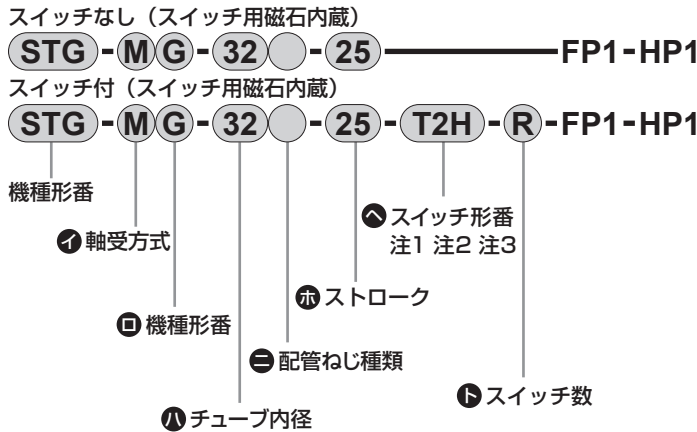 スイッチなし（スイッチ用磁石内蔵）
STG-MG-32-25-FP1-HP1
スイッチ付（スイッチ用磁石内蔵）
STG-MG-32-25-T2H-R-FP1-HP1
機種形番
ヘ スイッチ形番
注1 注2 注3
イ 軸受方式
ホ ストローク
ロ 機種形番
ニ 配管ねじ種類
ト スイッチ数
ハ チューブ内径